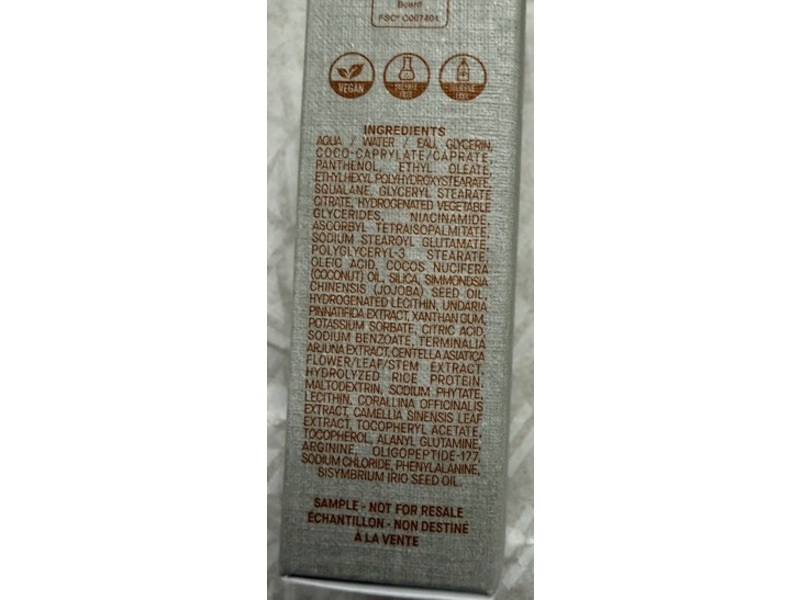 Board
FSC® C007401
VEGAN
SULFATE
FREE
SILICONE
FREE
INGREDIENTS
AQUA / WATER / EAU, GLYCERIN,
COCO-CAPRYLATE/CAPRATE,
PANTHENOL, ETHYL OLEATE,
ETHYLHEXYL POLYHYDROXYSTEARATE,
SQUALANE, GLYCERYL STEARATE
CITRATE, HYDROGENATED VEGETABLE
GLYCERIDES, NIACINAMIDE,
ASCORBYL TETRAISOPALMITATE,
SODIUM STEAROYL GLUTAMATE,
POLYGLYCERYL-3 STEARATE,
OLEIC ACID, COCOS NUCIFERA
(COCONUT) OIL, SILICA, SIMMONDSIA
CHINENSIS (JOJOBA) SEED OIL,
HYDROGENATED LECITHIN, UNDARIA
PINNATIFIDA EXTRACT, XANTHAN GUM,
POTASSIUM SORBATE, CITRIC ACID,
SODIUM BENZOATE, TERMINALIA
ARJUNA EXTRACT, CENTELLA ASIATICA
FLOWER/LEAF/STEM EXTRACT,
HYDROLYZED RICE PROTEIN,
MALTODEXTRIN, SODIUM PHYTATE,
LECITHIN, CORALLINA OFFICINALIS
EXTRACT, CAMELLIA SINENSIS LEAF
EXTRACT, TOCOPHERYL ACETATE,
TOCOPHEROL, ALANYL GLUTAMINE,
ARGININE, OLIGOPEPTIDE-177,
SODIUM CHLORIDE, PHENYLALANINE,
SISYMBRIUM IRIO SEED OIL.
SAMPLE - NOT FOR RESALE
ÉCHANTILLON - NON DESTINÉ
À LA VENTE